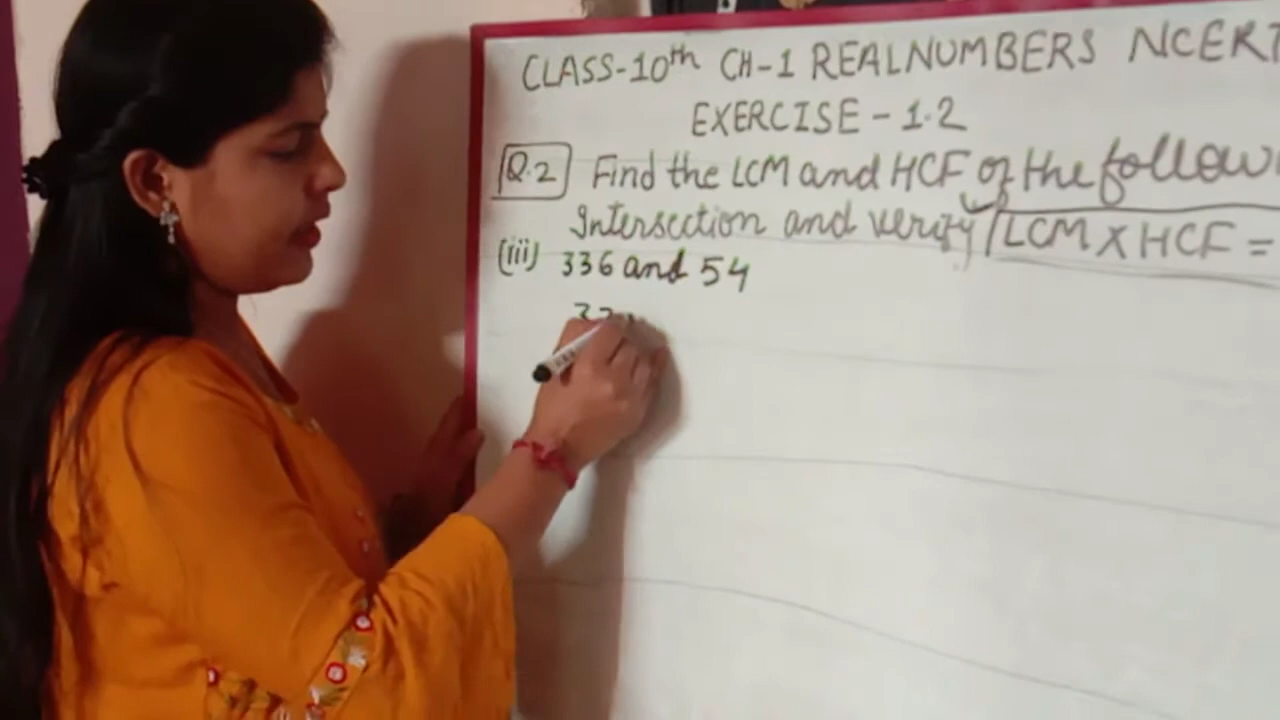 CLASS-10th CH-1 REALNUMBERS NCERT
EXERCISE - 1.2
Q.2 Find the LCM and HCF of the follow
Intersection and verify LCM X HCF =
(iii) 336 and 54